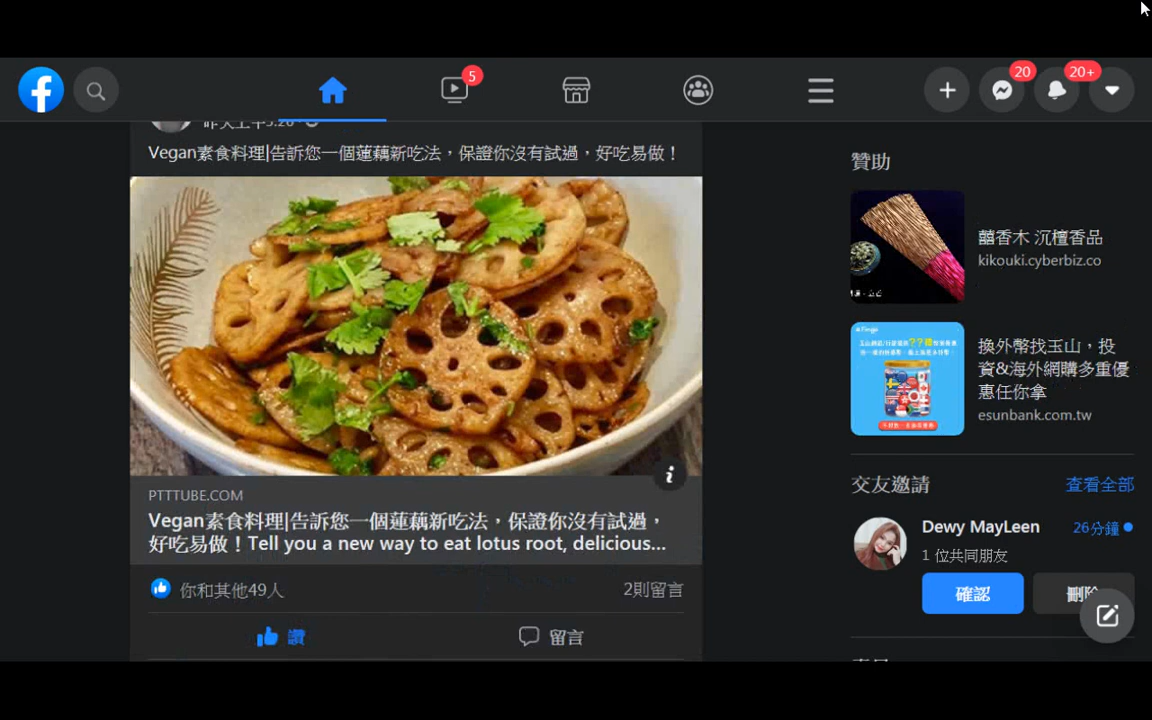 5
20
20+
Vegan素食料理|告訴您一個蓮藕新吃法，保證你沒有試過，好吃易做！
PTTTUBE.COM
Vegan素食料理|告訴您一個蓮藕新吃法，保證你沒有試過，
好吃易做！Tell you a new way to eat lotus root, delicious...
你和其他49人
2則留言
讚
留言
贊助
囍香木 沉檀香品
kikouki.cyberbiz.co
換外幣找玉山，投
資&海外網購多重優
惠任你拿
esunbank.com.tw
交友邀請
查看全部
Dewy MayLeen
26分鐘
1 位共同朋友
確認
刪除